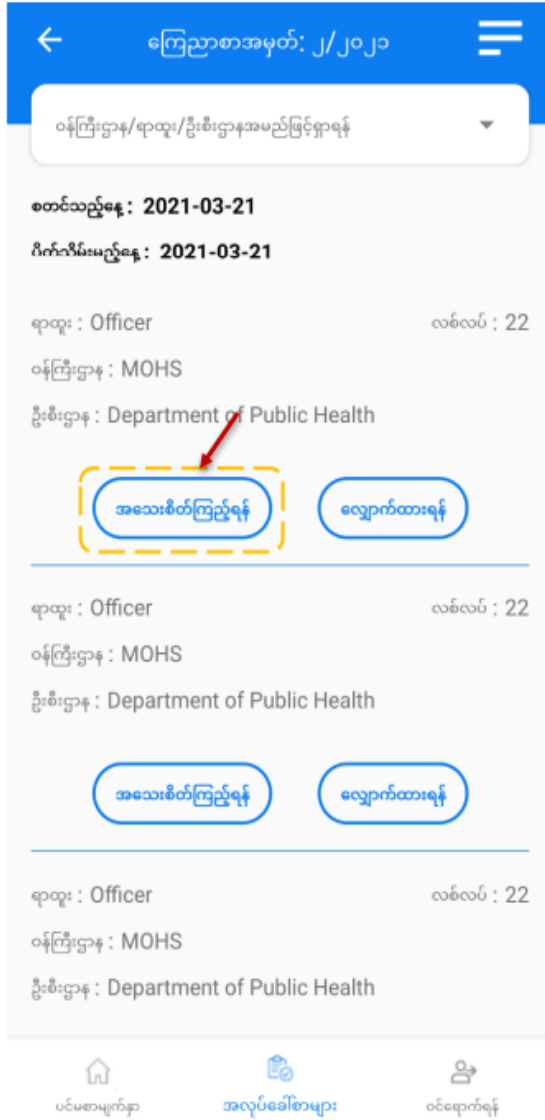 ကြေညာစာအမှတ်: ၂/၂၀၂၁
ဝန်ကြီးဌာန/ရာထူး/ဦးစီးဌာနအမည်ဖြင့်ရှာရန်
စတင်သည့်နေ့ : 2021-03-21
ပိတ်သိမ်းမည့်နေ့ : 2021-03-21
ရာထူး : Officer လစ်လပ် : 22
ဝန်ကြီးဌာန : MOHS
ဦးစီးဌာန : Department of Public Health
အသေးစိတ်ကြည့်ရန် လျှောက်ထားရန်
ရာထူး : Officer လစ်လပ် : 22
ဝန်ကြီးဌာန : MOHS
ဦးစီးဌာန : Department of Public Health
အသေးစိတ်ကြည့်ရန် လျှောက်ထားရန်
ရာထူး : Officer လစ်လပ် : 22
ဝန်ကြီးဌာန : MOHS
ဦးစီးဌာန : Department of Public Health
ပင်မစာမျက်နှာ အလုပ်ခေါ်စာများ ဝင်ရောက်ရန်